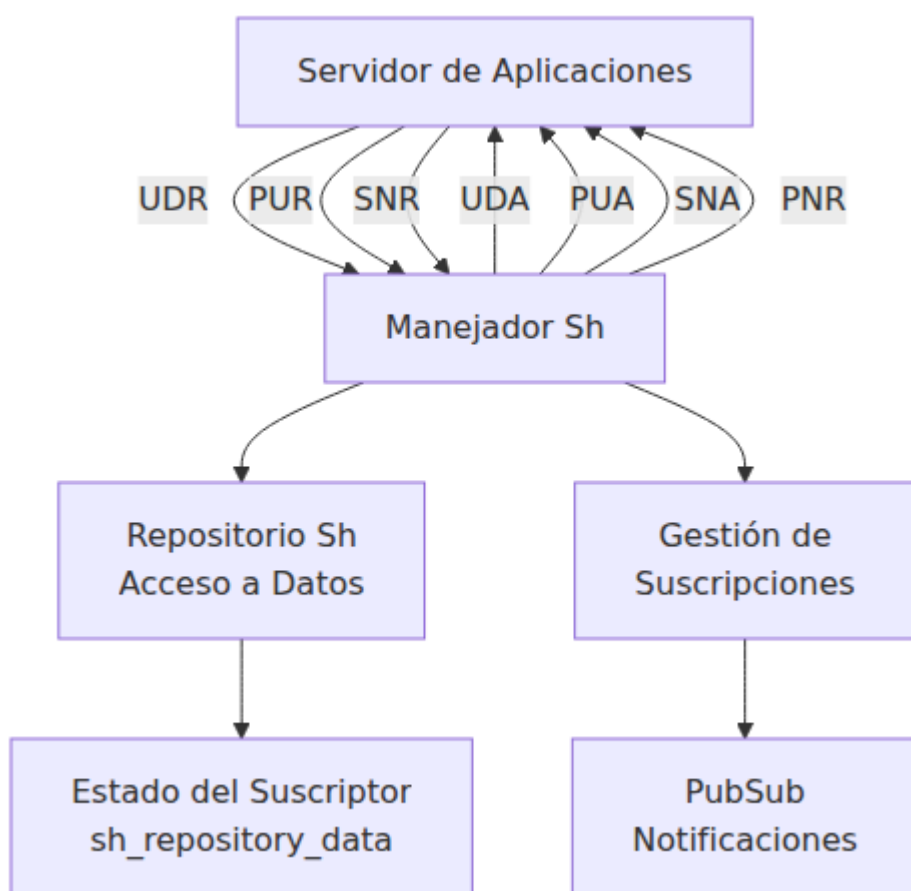 Servidor de Aplicaciones
UDR PUR SNR UDA PUA SNA PNR
Manejador Sh
Repositorio Sh
Acceso a Datos
Gestión de
Suscripciones
Estado del Suscriptor
sh_repository_data
PubSub
Notificaciones